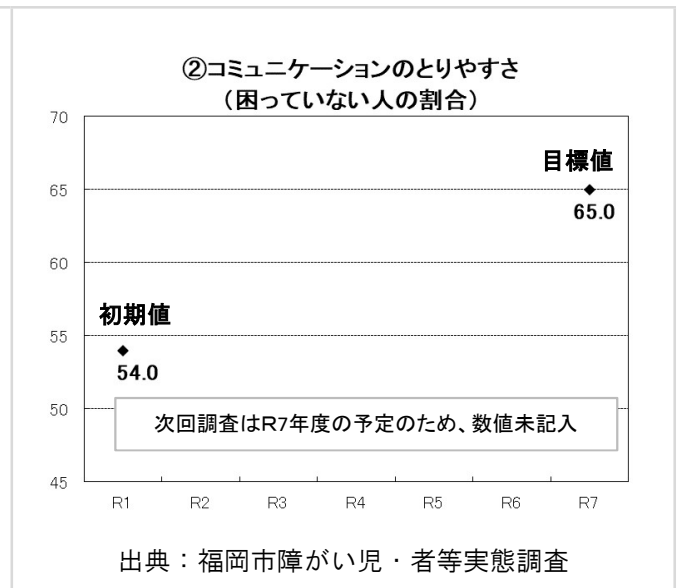 ②コミュニケーションのとりやすさ
（困っていない人の割合）
70
65
60
55
50
45
目標値
65.0
初期値
54.0
次回調査はR7年度の予定のため、数値未記入
R1 R2 R3 R4 R5 R6 R7
出典：福岡市障がい児・者等実態調査